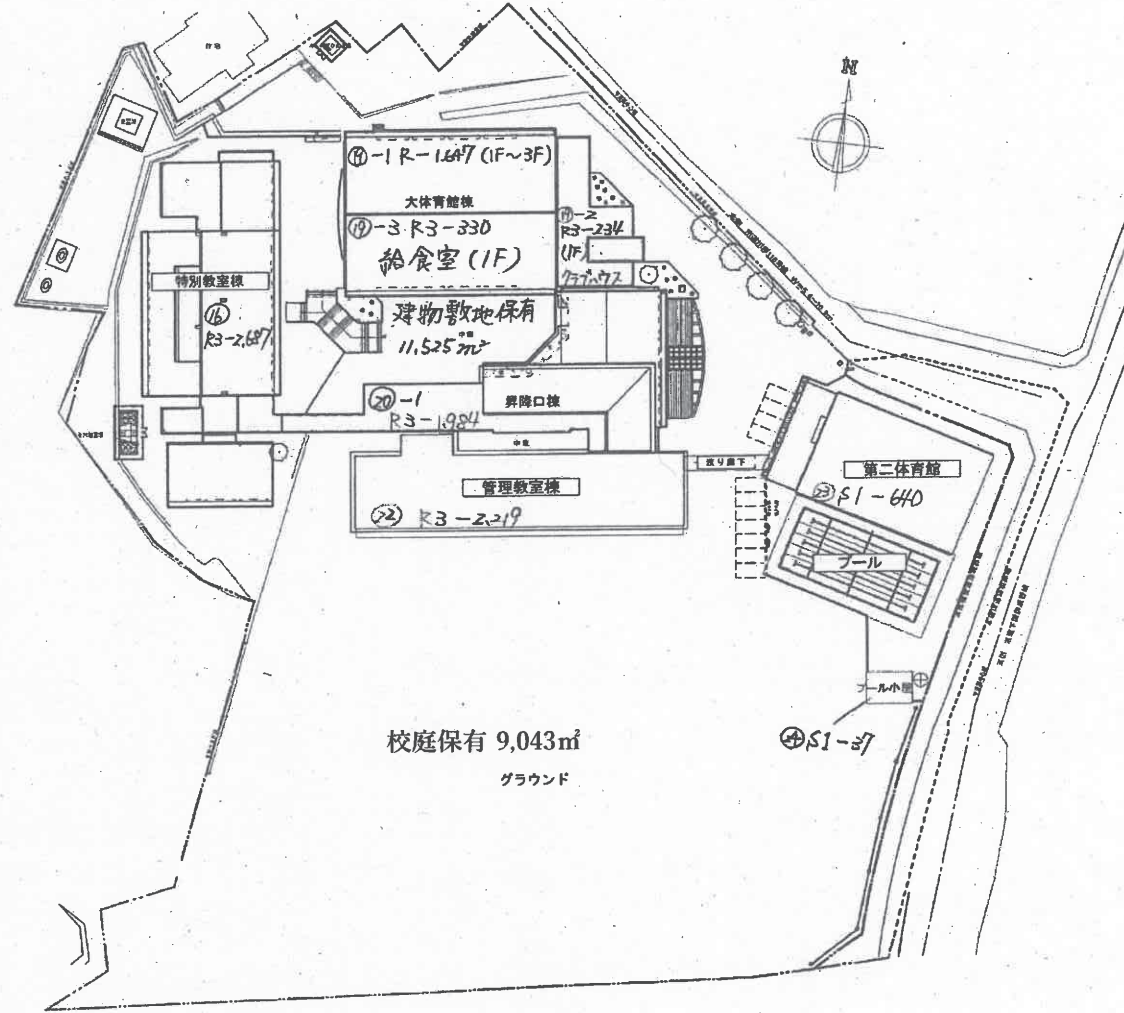 N
⑲-1 R-1.647 (1F~3F)
大体育館棟
⑲-3 R3-330
給食室 (1F)
⑲-2
R3-234
(1F)
クラブハウス
特別教室棟
⑯
R3-2,687
建物敷地保有
中庭
11,525㎡
⑳-1
R3-1,984
昇降口棟
中庭
渡り廊下
管理教室棟
㉒ R3-2,219
第二体育館
㉓ S1-640
プール
プール小屋
㉔ S1-37
校庭保有 9,043㎡
グラウンド